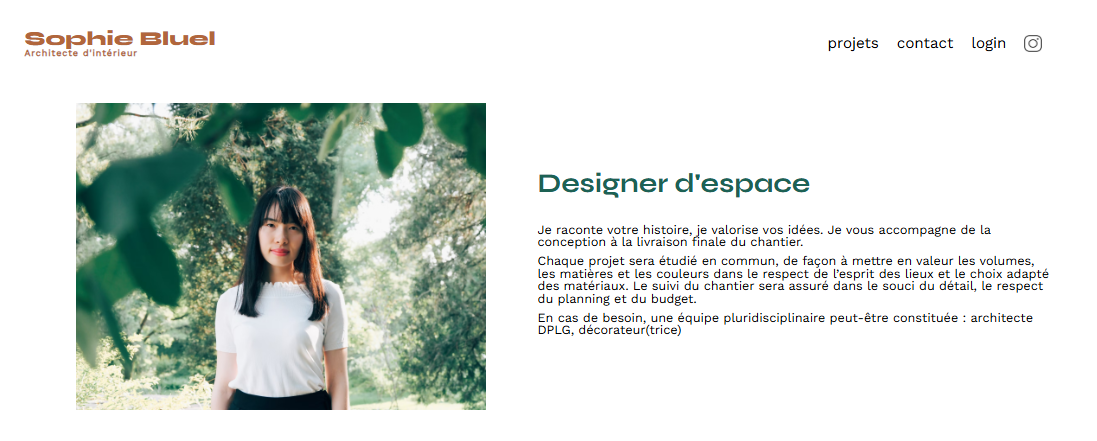 Sophie Bluel
Architecte d'intérieur
projets contact login
Designer d'espace
Je raconte votre histoire, je valorise vos idées. Je vous accompagne de la
conception à la livraison finale du chantier.
Chaque projet sera étudié en commun, de façon à mettre en valeur les volumes,
les matières et les couleurs dans le respect de l’esprit des lieux et le choix adapté
des matériaux. Le suivi du chantier sera assuré dans le souci du détail, le respect
du planning et du budget.
En cas de besoin, une équipe pluridisciplinaire peut-être constituée : architecte
DPLG, décorateur(trice)